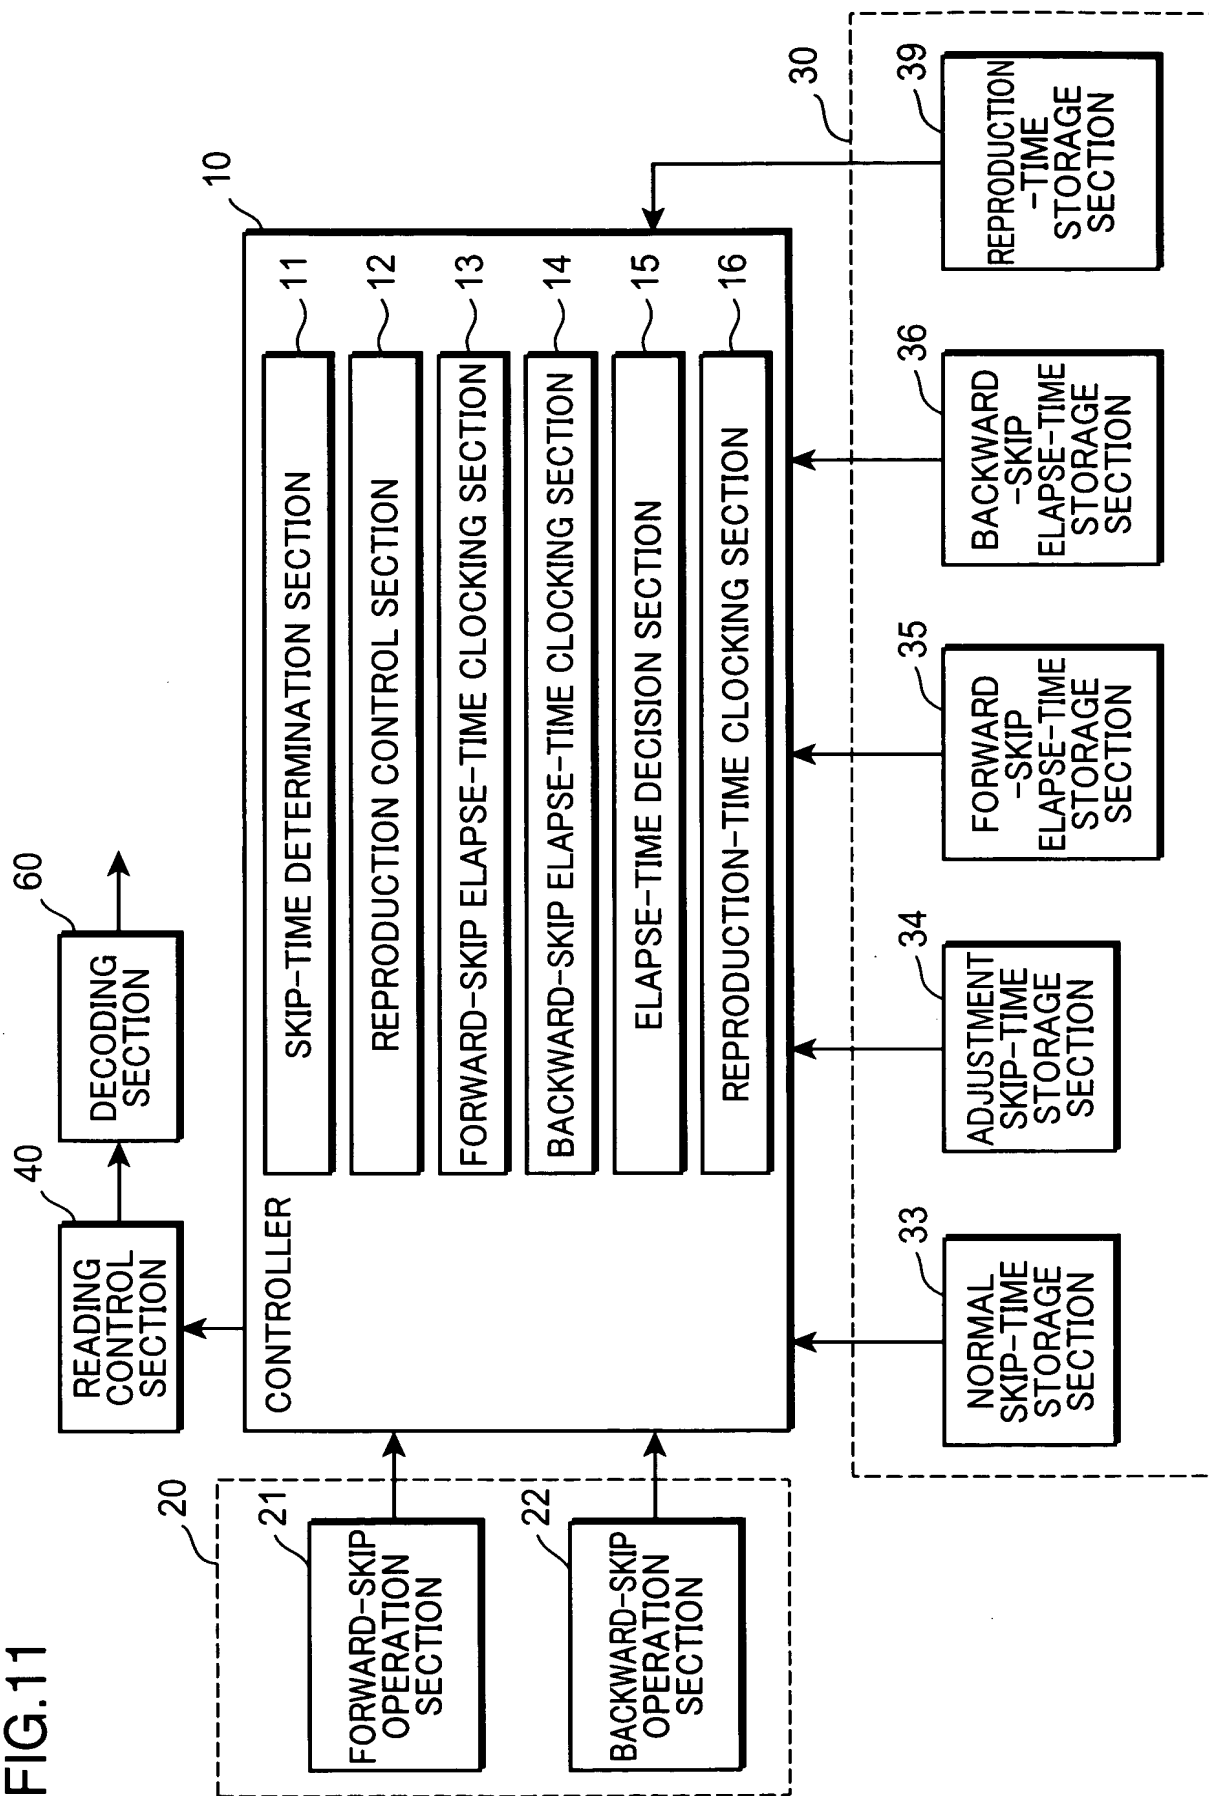 FIG.11
20
21
FORWARD-SKIP
OPERATION
SECTION
22
BACKWARD-SKIP
OPERATION
SECTION
40
READING
CONTROL
SECTION
60
DECODING
SECTION
10
CONTROLLER
SKIP-TIME DETERMINATION SECTION
11
REPRODUCTION CONTROL SECTION
12
FORWARD-SKIP ELAPSE-TIME CLOCKING SECTION
13
BACKWARD-SKIP ELAPSE-TIME CLOCKING SECTION
14
ELAPSE-TIME DECISION SECTION
15
REPRODUCTION-TIME CLOCKING SECTION
16
30
33
NORMAL
SKIP-TIME
STORAGE
SECTION
34
ADJUSTMENT
SKIP-TIME
STORAGE
SECTION
35
FORWARD
-SKIP
ELAPSE-TIME
STORAGE
SECTION
36
BACKWARD
-SKIP
ELAPSE-TIME
STORAGE
SECTION
39
REPRODUCTION
-TIME
STORAGE
SECTION